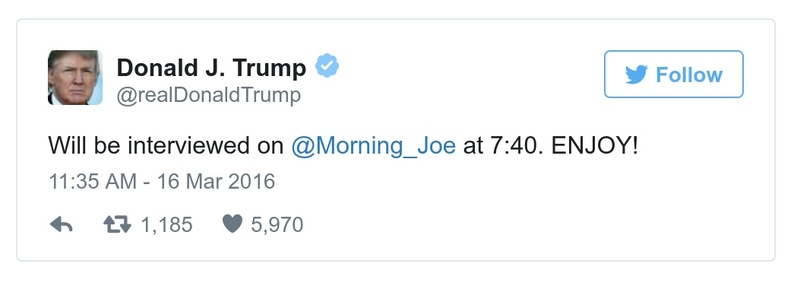 Donald J. Trump
@realDonaldTrump
Follow
Will be interviewed on @Morning_Joe at 7:40. ENJOY!
11:35 AM - 16 Mar 2016
1,185 5,970